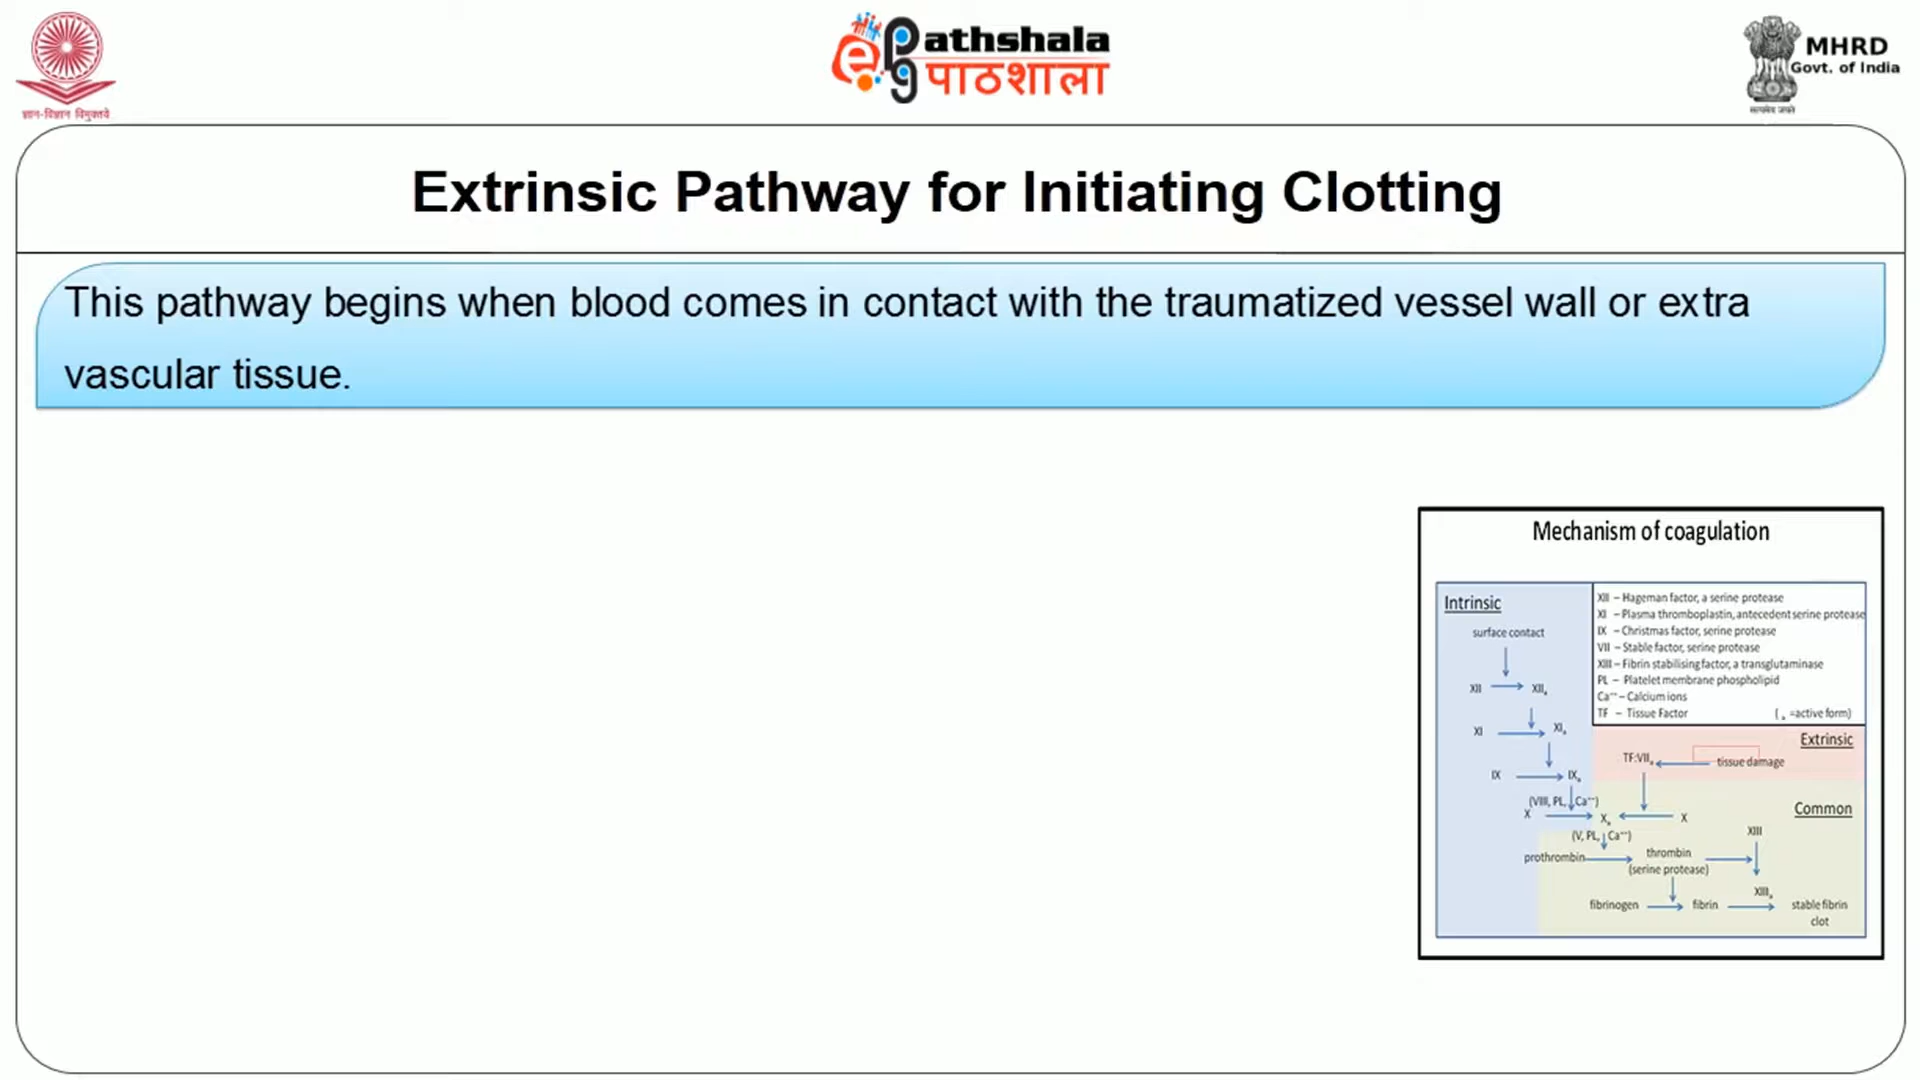 ज्ञान-विज्ञान विमुक्तये
ePathshala
पाठशाला
MHRD
Govt. of India
सत्यमेव जयते
Extrinsic Pathway for Initiating Clotting
This pathway begins when blood comes in contact with the traumatized vessel wall or extra
vascular tissue.
Mechanism of coagulation
Intrinsic
surface contact
XII – Hageman factor, a serine protease
XI – Plasma thromboplastin, antecedent serine protease
IX – Christmas factor, serine protease
VII – Stable factor, serine protease
XIII – Fibrin stabilising factor, a transglutaminase
PL – Platelet membrane phospholipid
Ca⁺⁺ – Calcium ions
TF – Tissue Factor (ₐ =active form)
XII XIIₐ
XI XIₐ
Extrinsic
TF:VIIₐ tissue damage
IX IXₐ
(VIII, PL, Ca⁺⁺)
Common
X Xₐ X
(V, PL, Ca⁺⁺)
XIII
prothrombin thrombin
(serine protease)
XIIIₐ
fibrinogen fibrin stable fibrin
clot